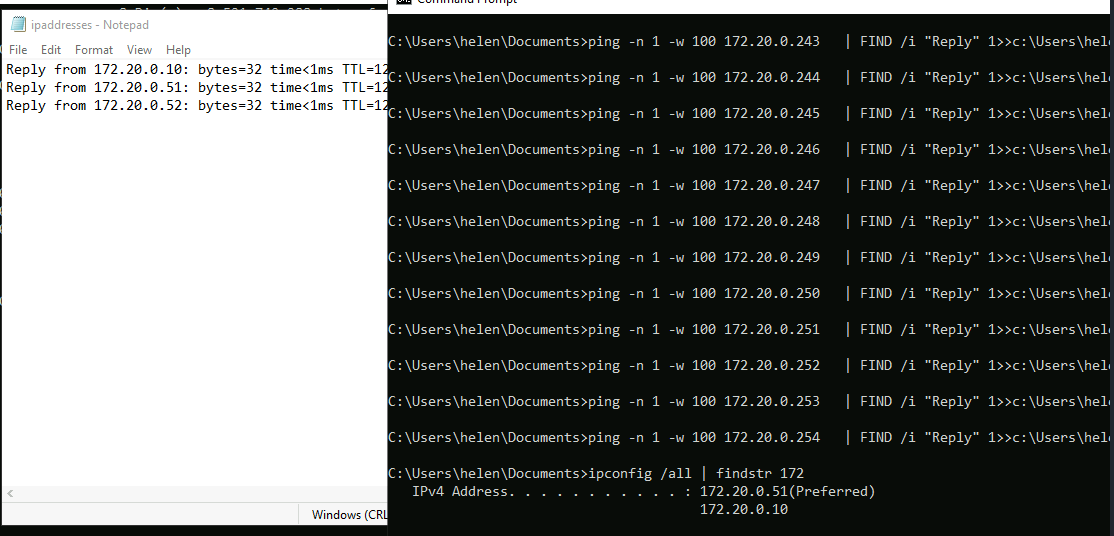 ipaddresses - Notepad
File Edit Format View Help
Reply from 172.20.0.10: bytes=32 time<1ms TTL=12
Reply from 172.20.0.51: bytes=32 time<1ms TTL=12
Reply from 172.20.0.52: bytes=32 time<1ms TTL=12
Windows (CRL
Command Prompt
C:\Users\helen\Documents>ping -n 1 -w 100 172.20.0.243 | FIND /i "Reply" 1>>c:\Users\hele
C:\Users\helen\Documents>ping -n 1 -w 100 172.20.0.244 | FIND /i "Reply" 1>>c:\Users\hele
C:\Users\helen\Documents>ping -n 1 -w 100 172.20.0.245 | FIND /i "Reply" 1>>c:\Users\hele
C:\Users\helen\Documents>ping -n 1 -w 100 172.20.0.246 | FIND /i "Reply" 1>>c:\Users\hele
C:\Users\helen\Documents>ping -n 1 -w 100 172.20.0.247 | FIND /i "Reply" 1>>c:\Users\hele
C:\Users\helen\Documents>ping -n 1 -w 100 172.20.0.248 | FIND /i "Reply" 1>>c:\Users\hele
C:\Users\helen\Documents>ping -n 1 -w 100 172.20.0.249 | FIND /i "Reply" 1>>c:\Users\hele
C:\Users\helen\Documents>ping -n 1 -w 100 172.20.0.250 | FIND /i "Reply" 1>>c:\Users\hele
C:\Users\helen\Documents>ping -n 1 -w 100 172.20.0.251 | FIND /i "Reply" 1>>c:\Users\hele
C:\Users\helen\Documents>ping -n 1 -w 100 172.20.0.252 | FIND /i "Reply" 1>>c:\Users\hele
C:\Users\helen\Documents>ping -n 1 -w 100 172.20.0.253 | FIND /i "Reply" 1>>c:\Users\hele
C:\Users\helen\Documents>ping -n 1 -w 100 172.20.0.254 | FIND /i "Reply" 1>>c:\Users\hele
C:\Users\helen\Documents>ipconfig /all | findstr 172
IPv4 Address. . . . . . . . . . . : 172.20.0.51(Preferred)
172.20.0.10